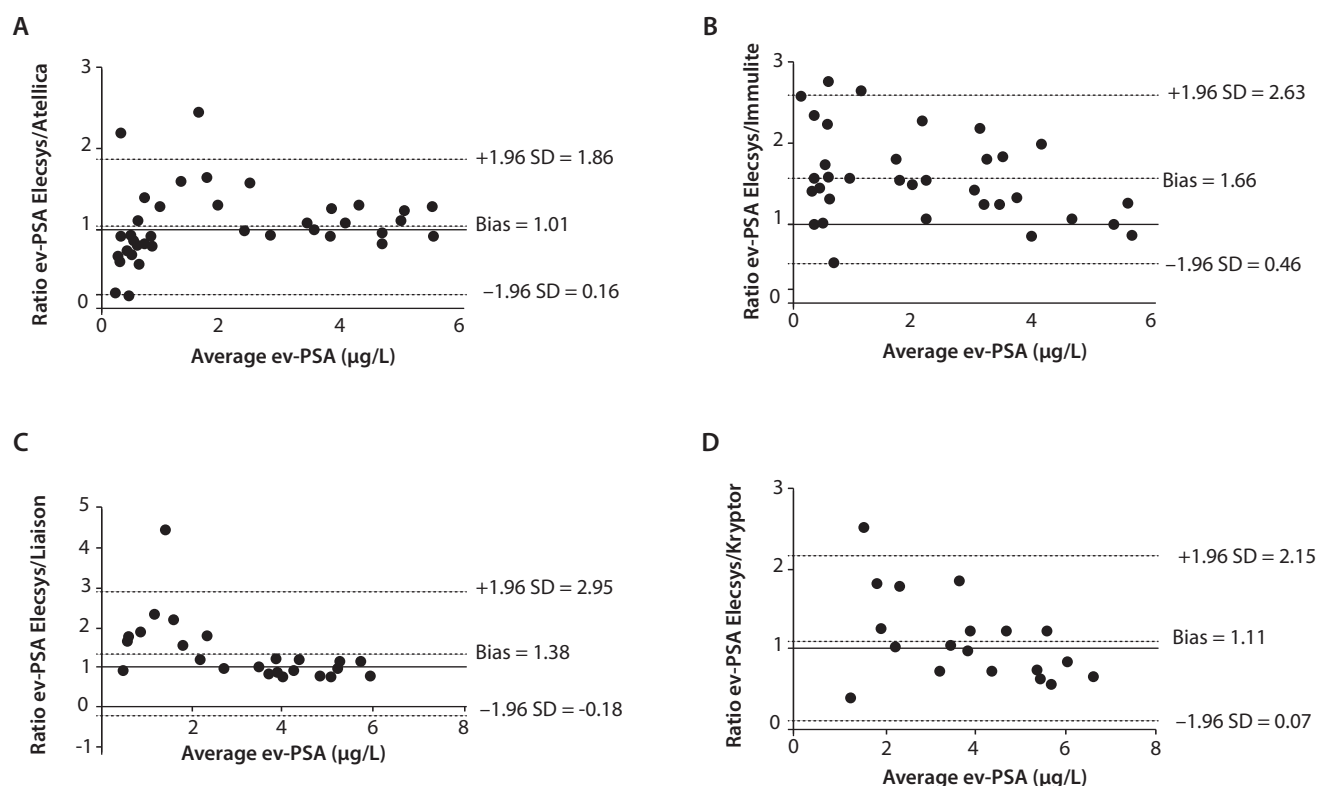 A
Ratio ev-PSA Elecsys/Atellica
3
2
1
0
+1.96 SD = 1.86
Bias = 1.01
−1.96 SD = 0.16
0 2 4 6
Average ev-PSA (µg/L)
B
Ratio ev-PSA Elecsys/Immulite
3
2
1
0
+1.96 SD = 2.63
Bias = 1.66
−1.96 SD = 0.46
0 2 4 6
Average ev-PSA (µg/L)
C
Ratio ev-PSA Elecsys/Liaison
5
4
3
2
1
0
-1
+1.96 SD = 2.95
Bias = 1.38
−1.96 SD = -0.18
2 4 6 8
Average ev-PSA (µg/L)
D
Ratio ev-PSA Elecsys/Kryptor
3
2
1
0
+1.96 SD = 2.15
Bias = 1.11
−1.96 SD = 0.07
0 2 4 6 8
Average ev-PSA (µg/L)